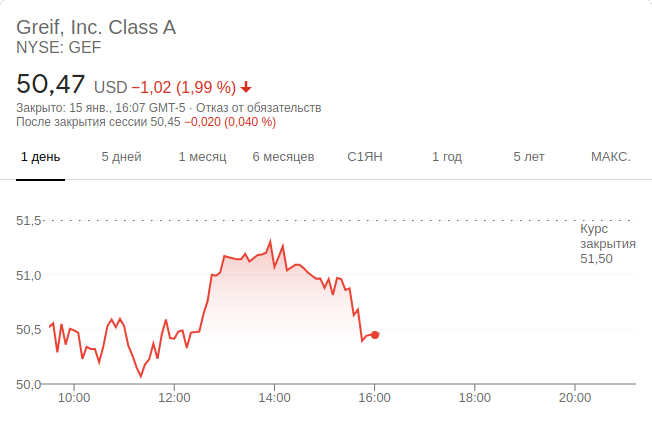 Greif, Inc. Class A
NYSE: GEF
50,47 USD −1,02 (1,99 %)
Закрыто: 15 янв., 16:07 GMT-5 · Отказ от обязательств
После закрытия сессии 50,45 −0,020 (0,040 %)
1 день 5 дней 1 месяц 6 месяцев С1ЯН 1 год 5 лет МАКС.
51,5
Курс
закрытия
51,50
51,0
50,5
50,0
10:00 12:00 14:00 16:00 18:00 20:00